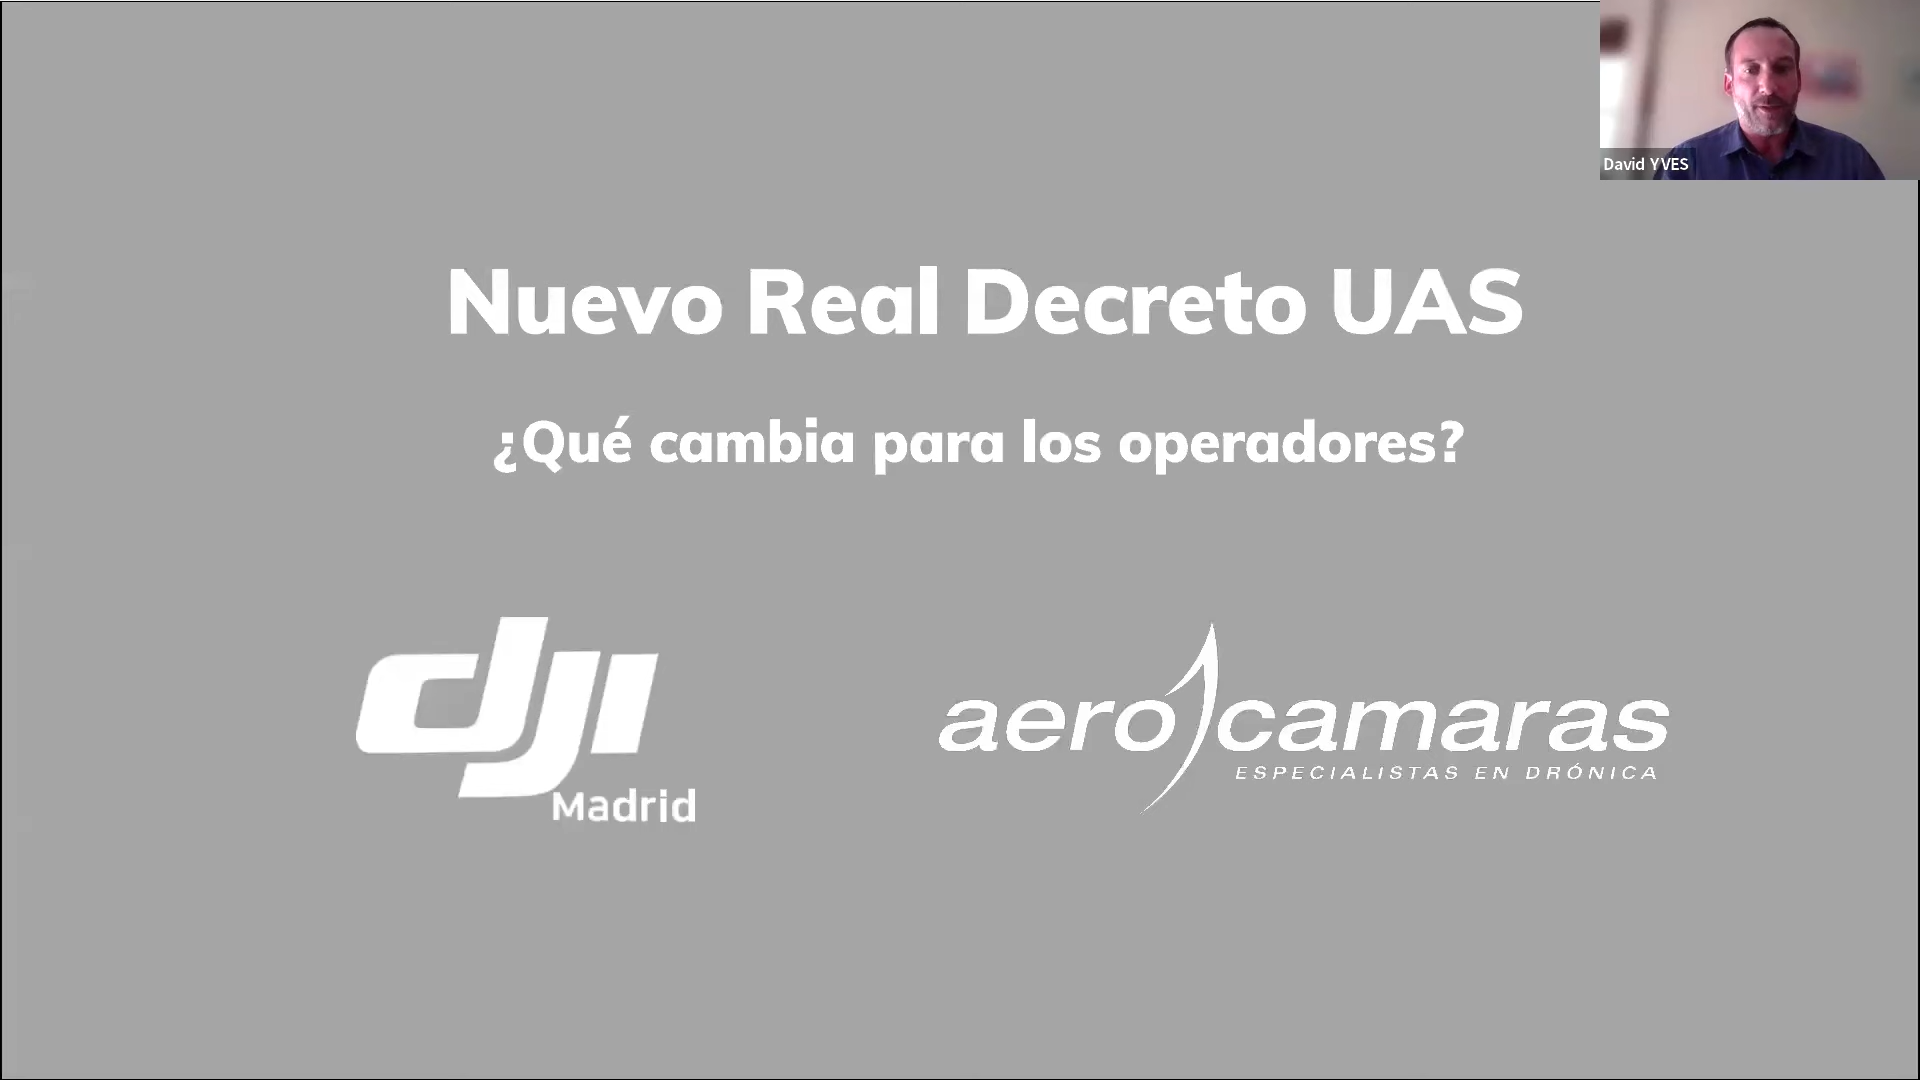 David YVES
Nuevo Real Decreto UAS
¿Qué cambia para los operadores?
dji
Madrid
aerocamaras
ESPECIALISTAS EN DRÓNICA